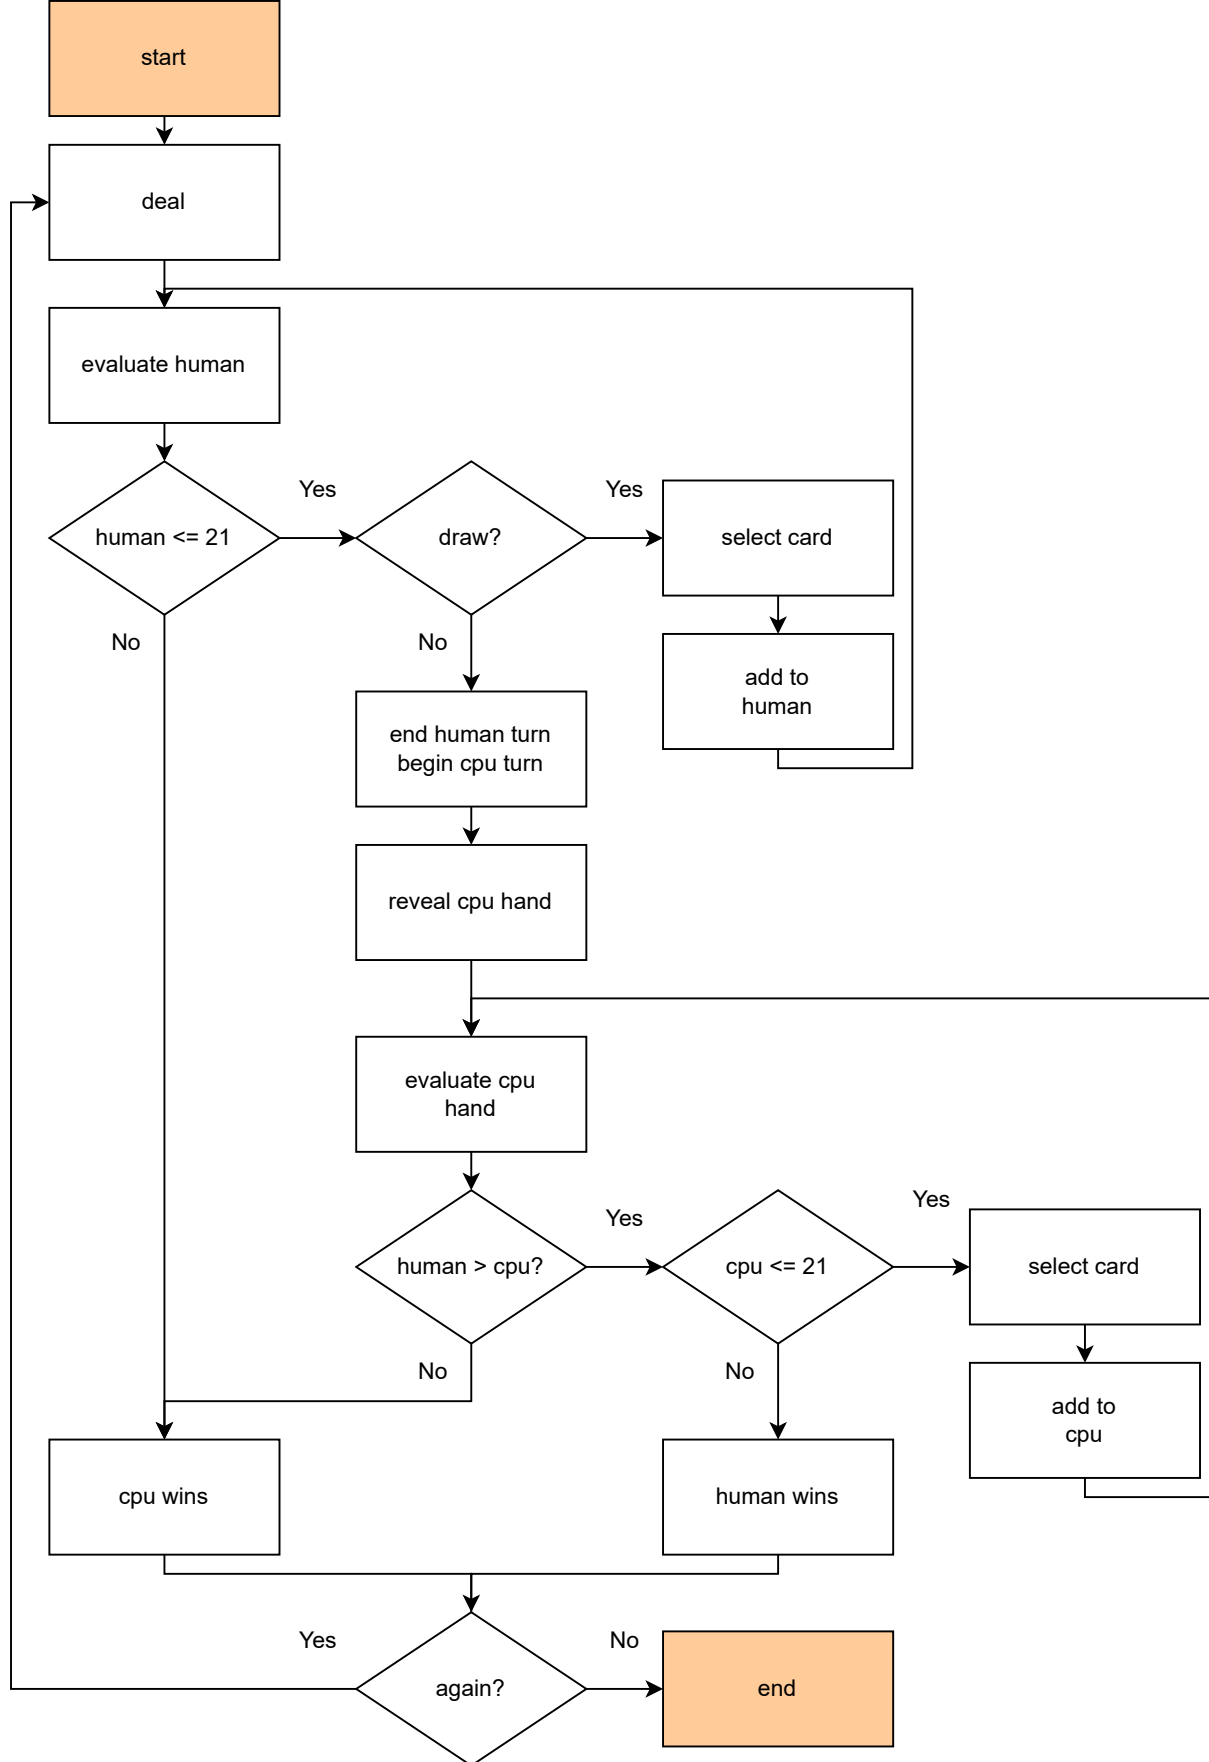 start
deal
evaluate human
human <= 21
Yes
draw?
Yes
select card
No
No
add to
human
end human turn
begin cpu turn
reveal cpu hand
evaluate cpu
hand
human > cpu?
Yes
cpu <= 21
Yes
select card
No
No
add to
cpu
cpu wins
human wins
Yes
again?
No
end